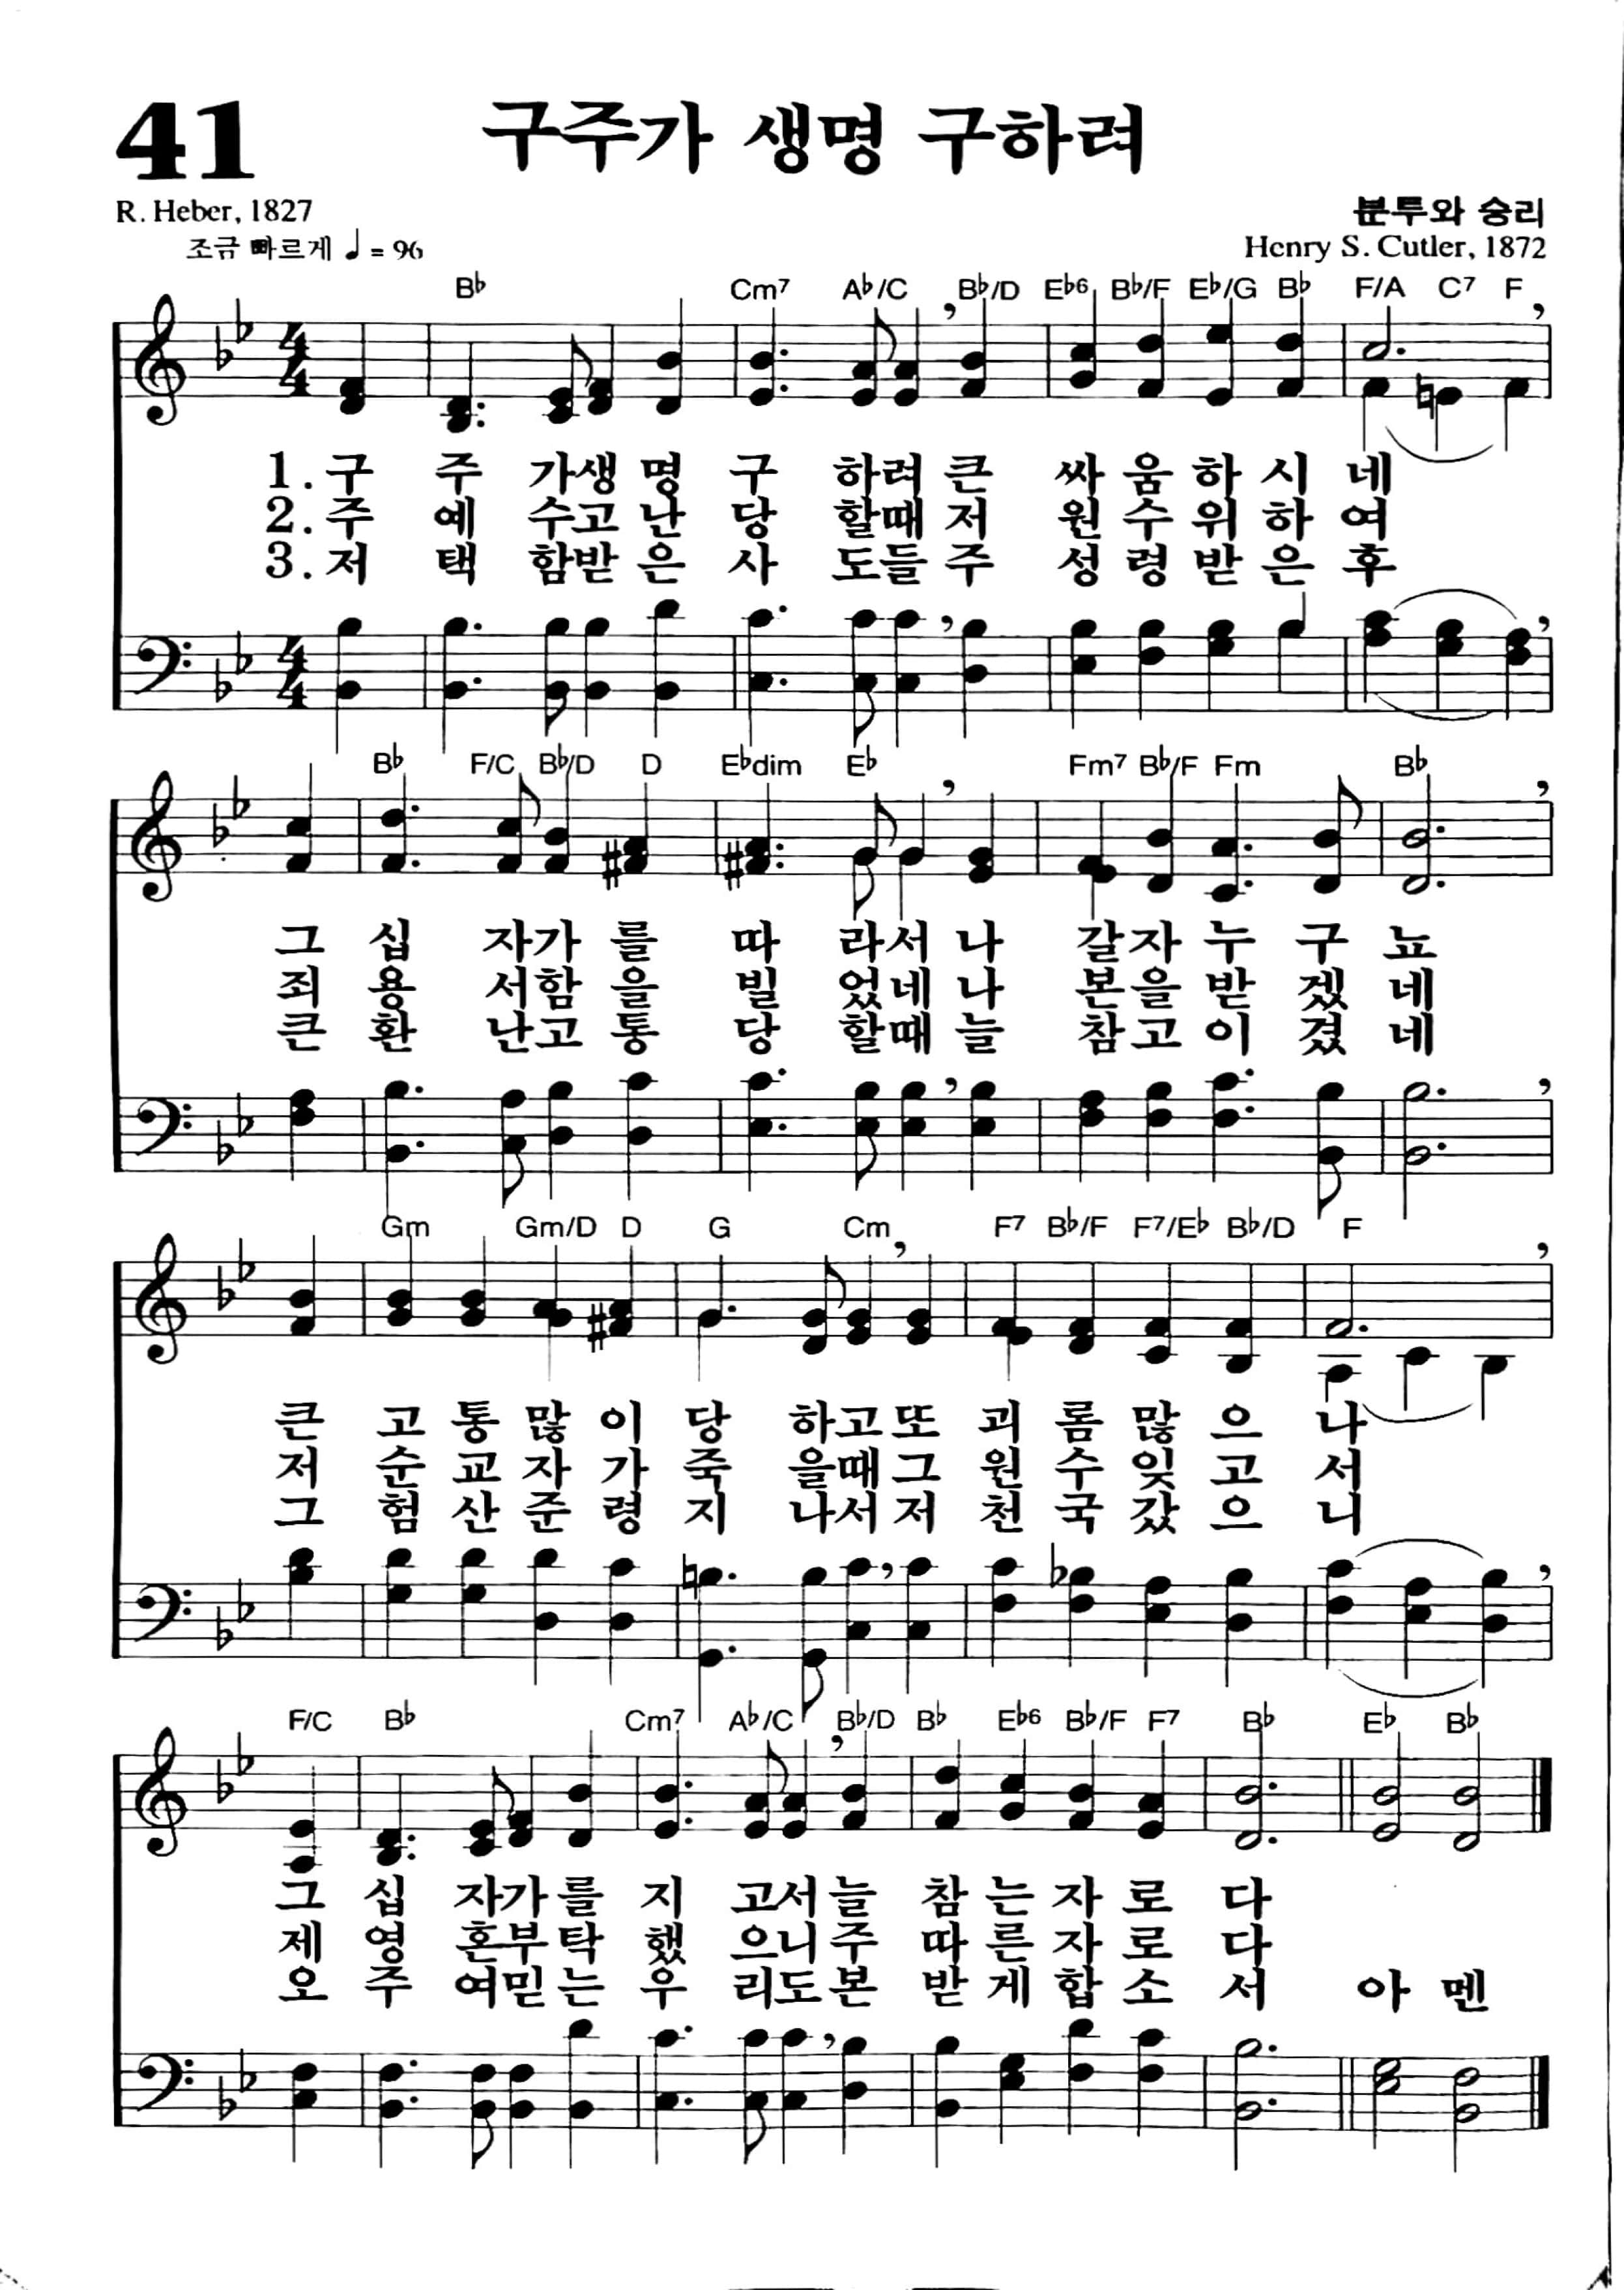 41 구주가 생명 구하려
R. Heber, 1827 분투와 승리
조금 빠르게 ♩ = 96 Henry S. Cutler, 1872
B♭ Cm7 A♭/C B♭/D E♭6 B♭/F E♭/G B♭ F/A C7 F
1. 구 주 가생 명 구 하려 큰 싸 움 하 시 네
2. 주 예 수고 난 당 할때 저 원 수 위 하 여
3. 저 택 함받 은 사 도들 주 성 령 받 은 후
B♭ F/C B♭/D D E♭dim E♭ Fm7 B♭/F Fm B♭
그 십 자가 를 따 라서 나 갈자 누 구 뇨
죄 용 서함 을 빌 었네 나 본을 받 겠 네
큰 환 난고 통 당 할때 늘 참고 이 겼 네
Gm Gm/D D G Cm F7 B♭/F F7/E♭ B♭/D F
큰 고 통 많 이 당 하고 또 괴 롬 많 으 나
저 순 교 자 가 죽 을때 그 원 수 잊 고 서
그 험 산 준 령 지 나서 저 천 국 갔 으 니
F/C B♭ Cm7 A♭/C B♭/D B♭ E♭6 B♭/F F7 B♭ E♭ B♭
그 십 자가 를 지 고서 늘 참 는 자 로 다
제 영 혼부 탁 했 으니 주 따 른 자 로 다
오 주 여믿 는 우 리도 본 받 게 합 소 서 아 멘